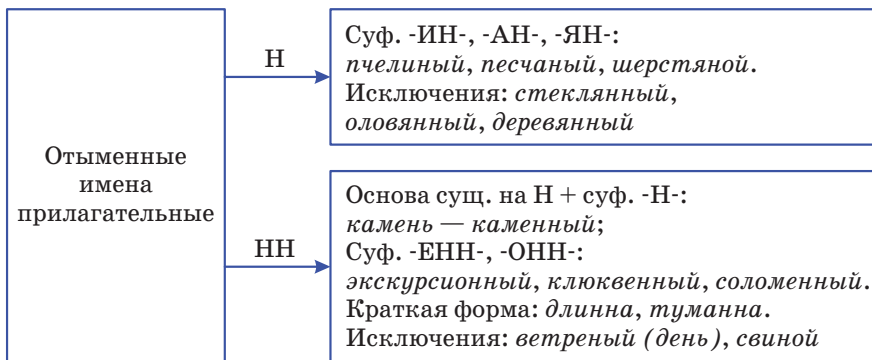 Отыменные
имена
прилагательные
Н
Суф. -ИН-, -АН-, -ЯН-:
пчелиный, песчаный, шерстяной.
Исключения: стеклянный,
оловянный, деревянный
НН
Основа сущ. на Н + суф. -Н-:
камень — каменный;
Суф. -ЕНН-, -ОНН-:
экскурсионный, клюквенный, соломенный.
Краткая форма: длинна, туманна.
Исключения: ветреный (день), свиной